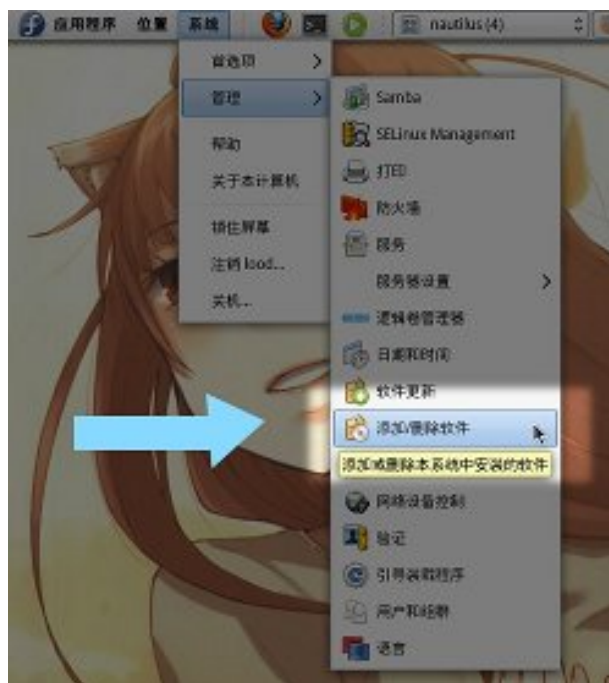 应用程序 位置 系统 nautilus (4)
首选项
管理
帮助
关于本计算机
锁住屏幕
注销 lood...
关机...
Samba
SELinux Management
打印
防火墙
服务
服务器设置
逻辑卷管理器
日期和时间
软件更新
添加/删除软件
添加或删除本系统中安装的软件
网络设备控制
验证
引导装载程序
用户和组群
语言